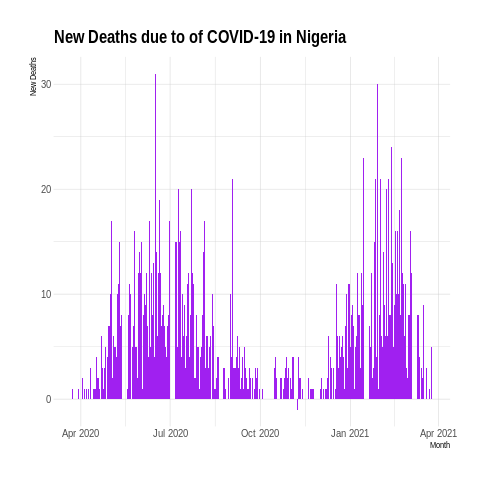 New Deaths due to of COVID-19 in Nigeria
New Deaths
30
20
10
0
Apr 2020
Jul 2020
Oct 2020
Jan 2021
Apr 2021
Month